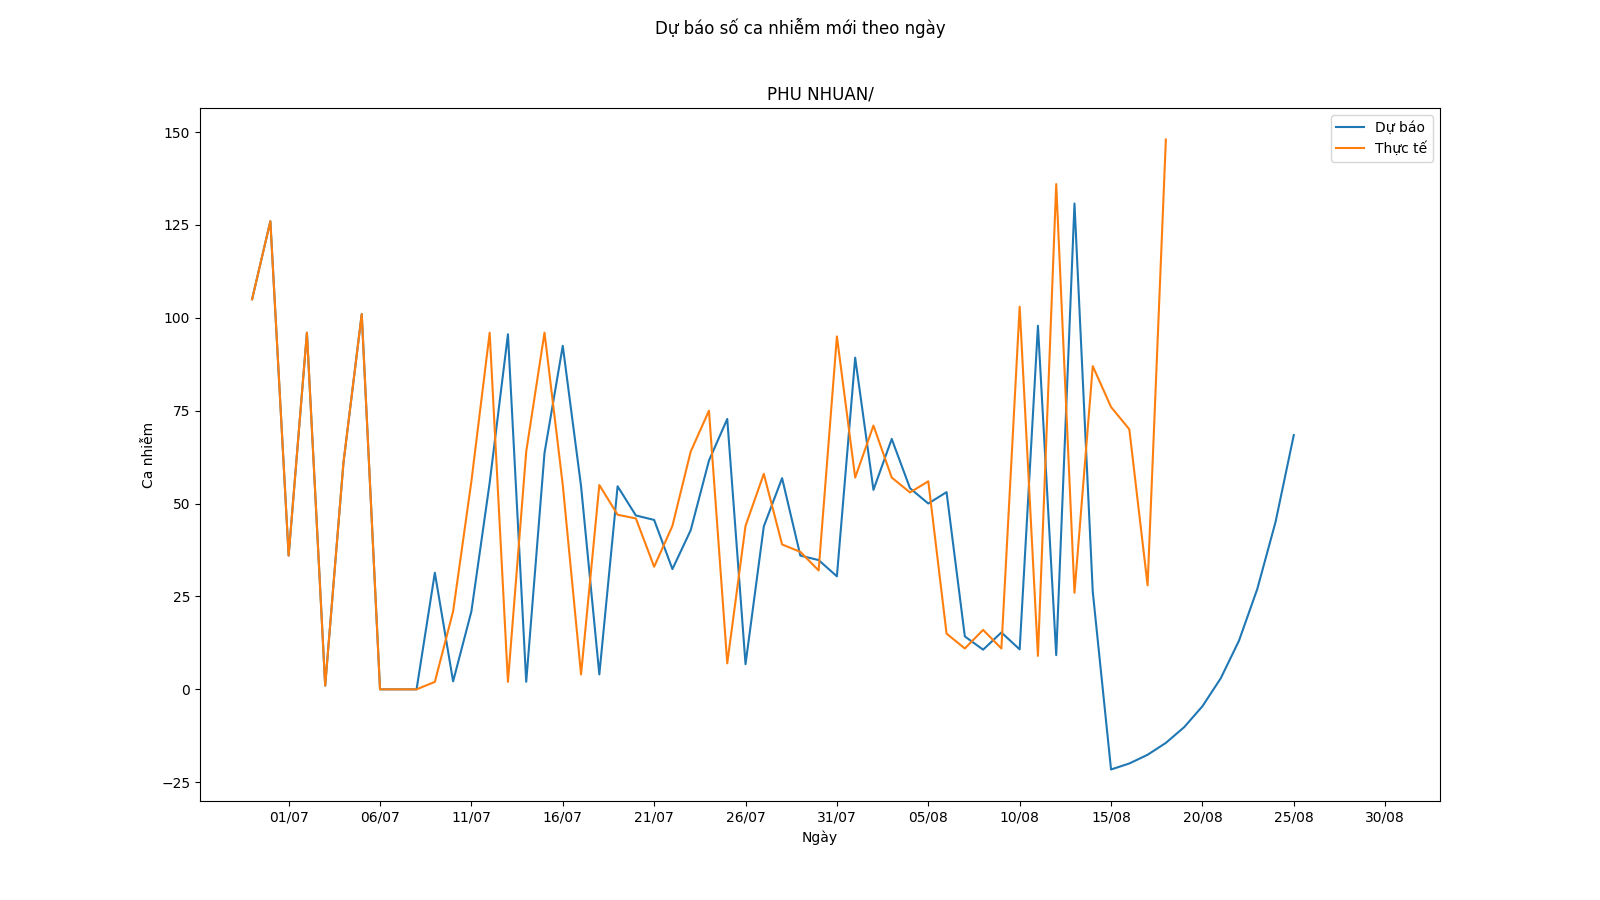 Dự báo số ca nhiễm mới theo ngày
PHU NHUAN/
Dự báo
Thực tế
150
125
100
75
50
25
0
−25
Ca nhiễm
01/07 06/07 11/07 16/07 21/07 26/07 31/07 05/08 10/08 15/08 20/08 25/08 30/08
Ngày